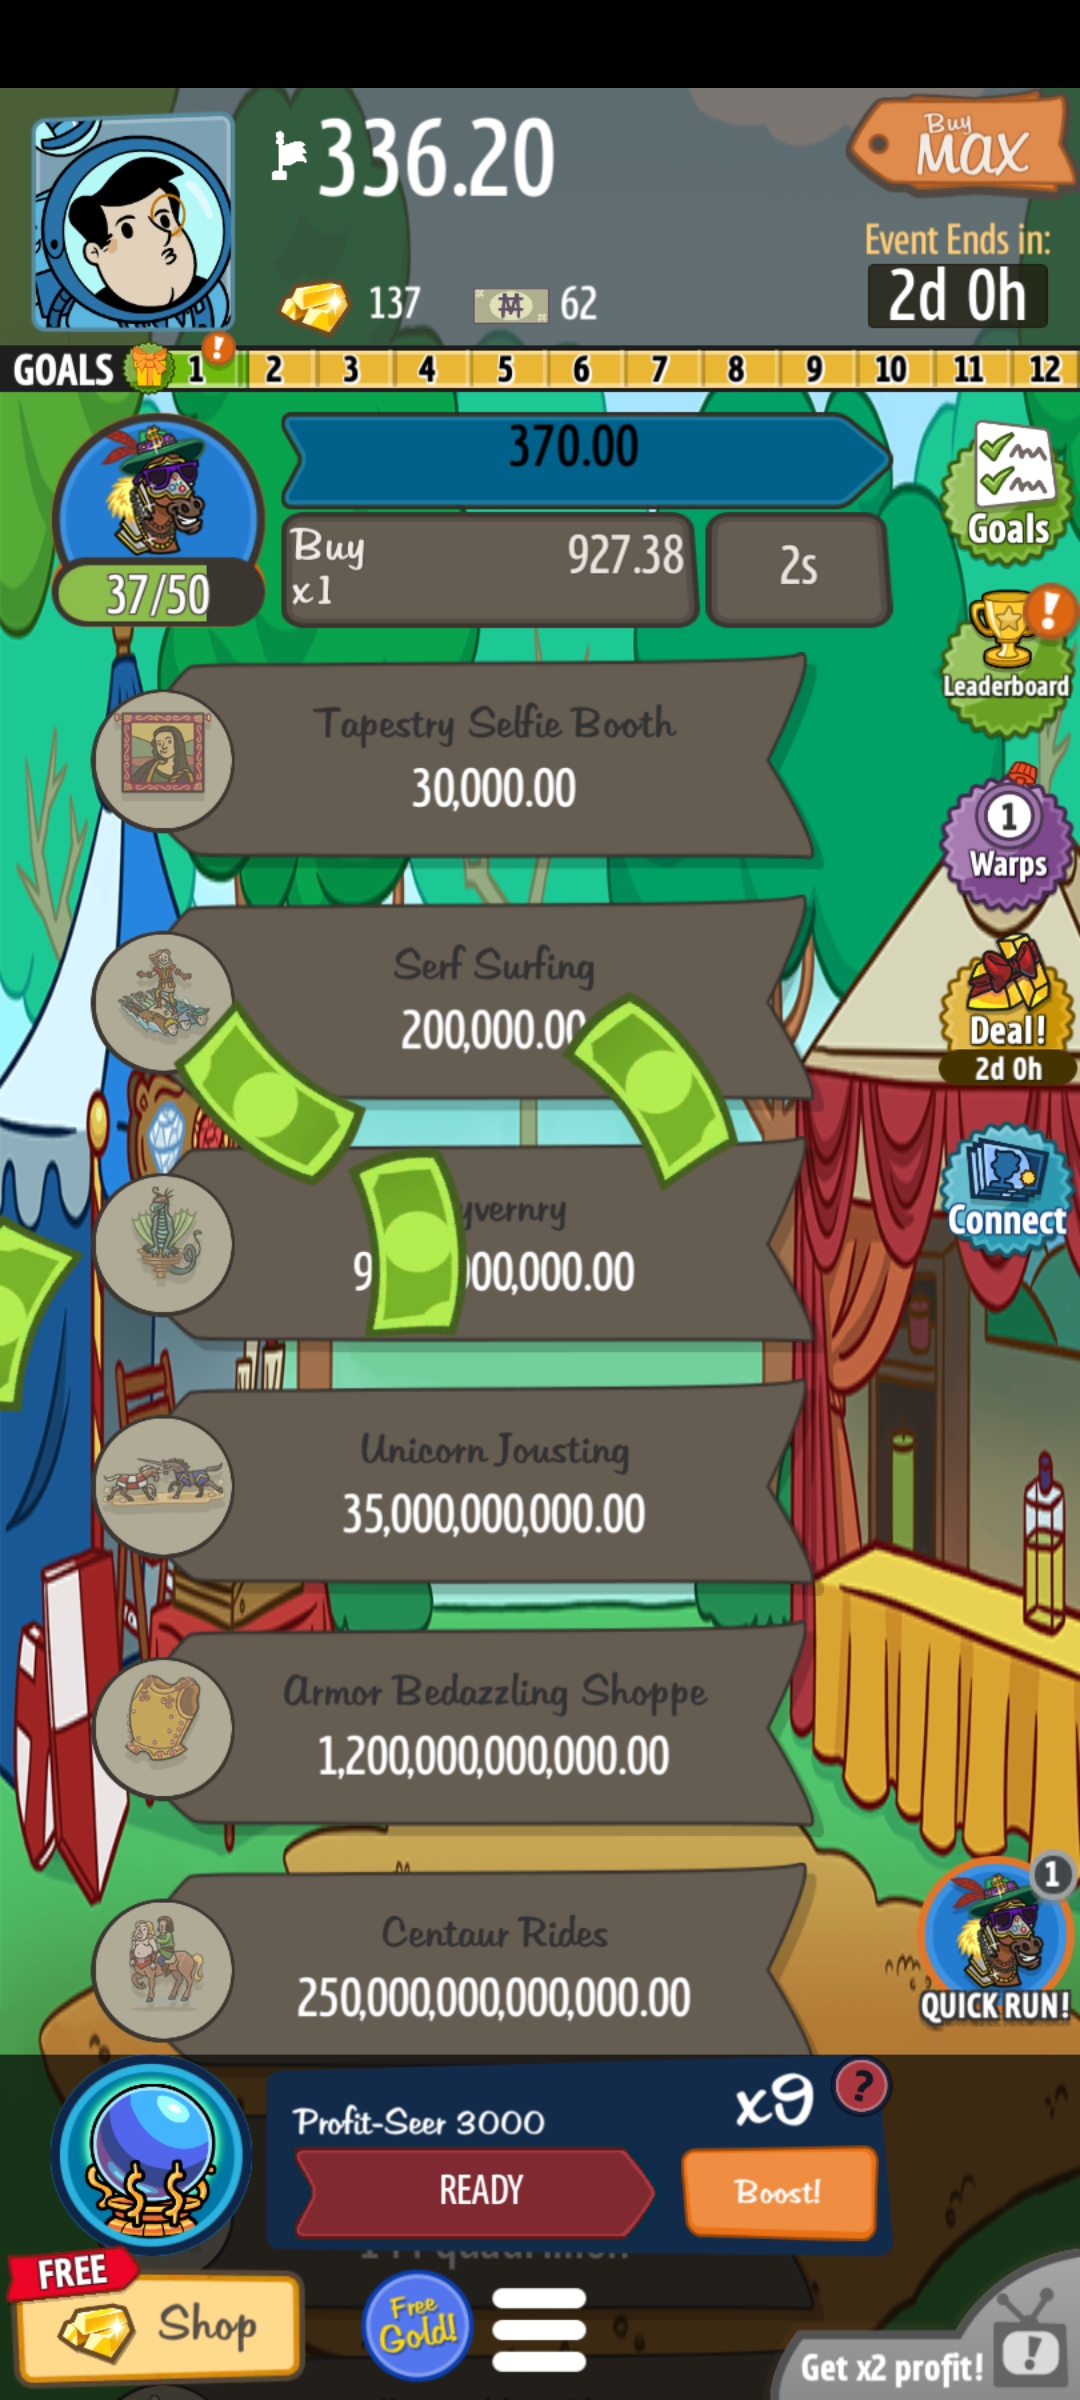 336.20
Buy
MAX
Event Ends in:
2d 0h
137
62
GOALS 1 2 3 4 5 6 7 8 9 10 11 12
370.00
37/50
Buy
x1
927.38
2s
Goals
Leaderboard
Tapestry Selfie Booth
30,000.00
1
Warps
Serf Surfing
200,000.00
Deal!
2d 0h
Connect
Unicorn Jousting
35,000,000,000.00
Armor Bedazzling Shoppe
1,200,000,000,000.00
Centaur Rides
250,000,000,000,000.00
1
QUICK RUN!
Profit-Seer 3000
x9
?
READY
Boost!
FREE
Shop
Free
Gold!
Get x2 profit!